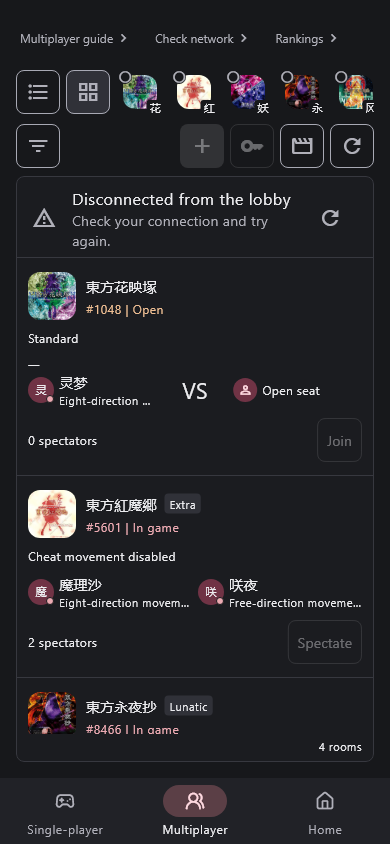 Multiplayer guide
Check network
Rankings
花
红
妖
永
风
Disconnected from the lobby
Check your connection and try
again.
東方花映塚
#1048 | Open
Standard
—
灵
灵梦
Eight-direction ...
VS
Open seat
0 spectators
Join
東方紅魔郷
Extra
#5601 | In game
Cheat movement disabled
魔
魔理沙
Eight-direction movem...
咲
咲夜
Free-direction moveme...
2 spectators
Spectate
東方永夜抄
Lunatic
#8466 | In game
4 rooms
Single-player
Multiplayer
Home